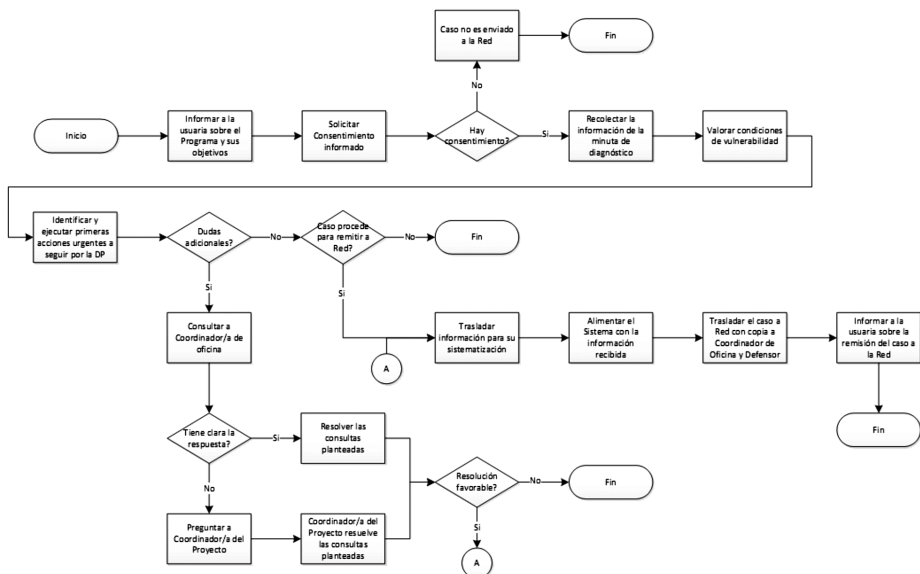 Caso no es enviado
a la Red
Fin
No
Inicio
Informar a la
usuaria sobre el
Programa y sus
objetivos
Solicitar
Consentimiento
informado
Hay
consentimiento?
Si
Recolectar la
información de la
minuta de
diagnóstico
Valorar condiciones
de vulnerabilidad
Identificar y
ejecutar primeras
acciones urgentes a
seguir por la DP
Dudas
adicionales?
No
Caso procede
para remitir a
Red?
No
Fin
Si
Si
Consultar a
Coordinador/a de
oficina
Trasladar
información para su
sistematización
Alimentar el
Sistema con la
información
recibida
Trasladar el caso a
Red con copia a
Coordinador de
Oficina y Defensor
Informar a la
usuaria sobre la
remisión del caso a
la Red
A
Fin
Tiene clara la
respuesta?
Si
Resolver las
consultas
planteadas
Resolución
favorable?
No
Fin
No
Si
Preguntar a
Coordinador/a del
Proyecto
Coordinador/a del
Proyecto resuelve
las consultas
planteadas
A